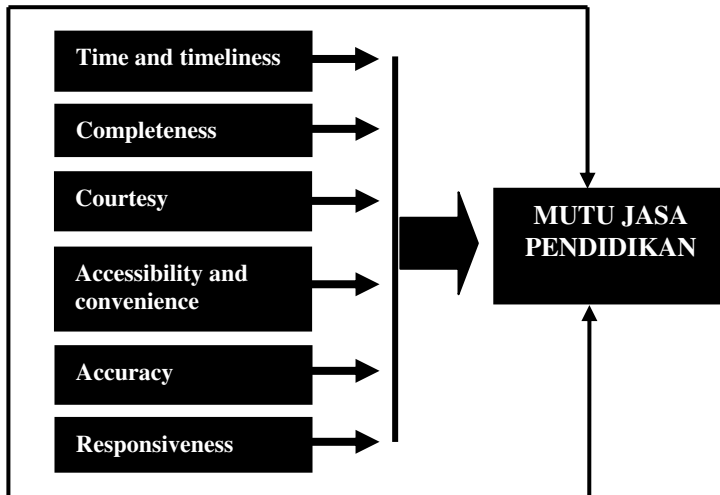 Time and timeliness
Completeness
Courtesy
Accessibility and
convenience
Accuracy
Responsiveness
MUTU JASA
PENDIDIKAN